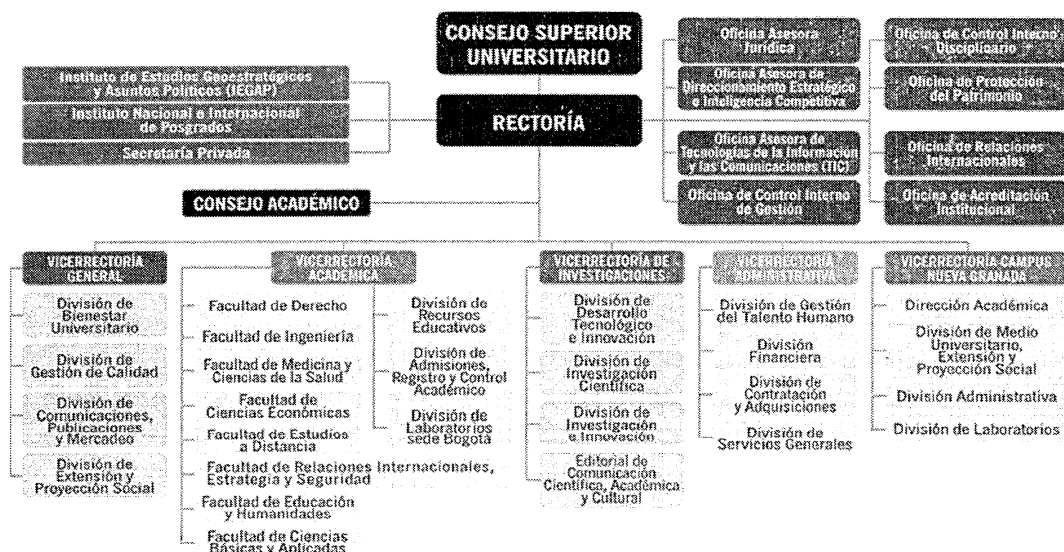 CONSEJO SUPERIOR
UNIVERSITARIO
RECTORÍA
Instituto de Estudios Geoestratégicos
y Asuntos Políticos (IEGAP)
Instituto Nacional e Internacional
de Posgrados
Secretaría Privada
Oficina Asesora
Jurídica
Oficina Asesora de
Direccionamiento Estratégico
e Inteligencia Competitiva
Oficina Asesora de
Tecnologías de la Información
y las Comunicaciones (TIC)
Oficina de Control Interno
de Gestión
Oficina de Control Interno
Disciplinario
Oficina de Protección
del Patrimonio
Oficina de Relaciones
Internacionales
Oficina de Acreditación
Institucional
CONSEJO ACADÉMICO
VICERRECTORÍA
GENERAL
División de
Bienestar
Universitario
División de
Gestión de Calidad
División de
Comunicaciones,
Publicaciones
y Mercadeo
División de
Extensión y
Proyección Social
VICERRECTORÍA
ACADÉMICA
Facultad de Derecho
Facultad de Ingeniería
Facultad de Medicina y
Ciencias de la Salud
Facultad de
Ciencias Económicas
Facultad de Estudios
a Distancia
Facultad de Relaciones Internacionales,
Estrategia y Seguridad
Facultad de Educación
y Humanidades
Facultad de Ciencias
Básicas y Aplicadas
División de
Recursos
Educativos
División de
Admisiones,
Registro y Control
Académico
División de
Laboratorios
sede Bogotá
VICERRECTORÍA DE
INVESTIGACIONES
División de
Desarrollo
Tecnológico
e Innovación
División de
Investigación
Científica
División de
Investigación
e Innovación
Editorial de
Comunicación
Científica, Académica
y Cultural
VICERRECTORÍA
ADMINISTRATIVA
División de Gestión
del Talento Humano
División
Financiera
División de
Contratación
y Adquisiciones
División de
Servicios Generales
VICERRECTORÍA CAMPUS
NUEVA GRANADA
Dirección Académica
División de Medio
Universitario,
Extensión y
Proyección Social
División Administrativa
División de Laboratorios